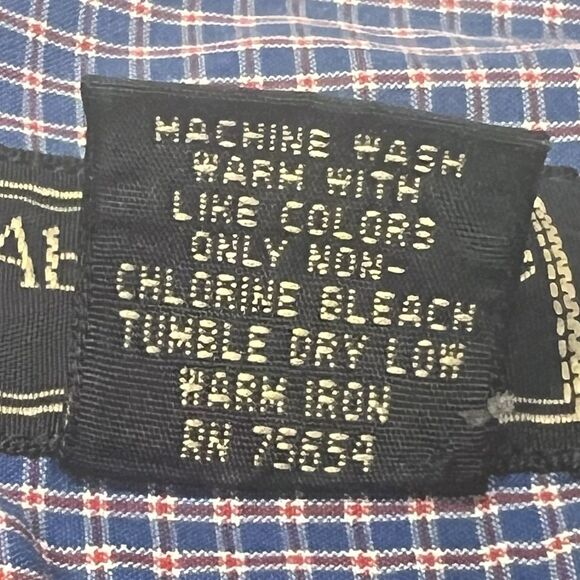 MACHINE WASH
WARM WITH
LIKE COLORS
ONLY NON-
CHLORINE BLEACH
TUMBLE DRY LOW
WARM IRON
RN 75654